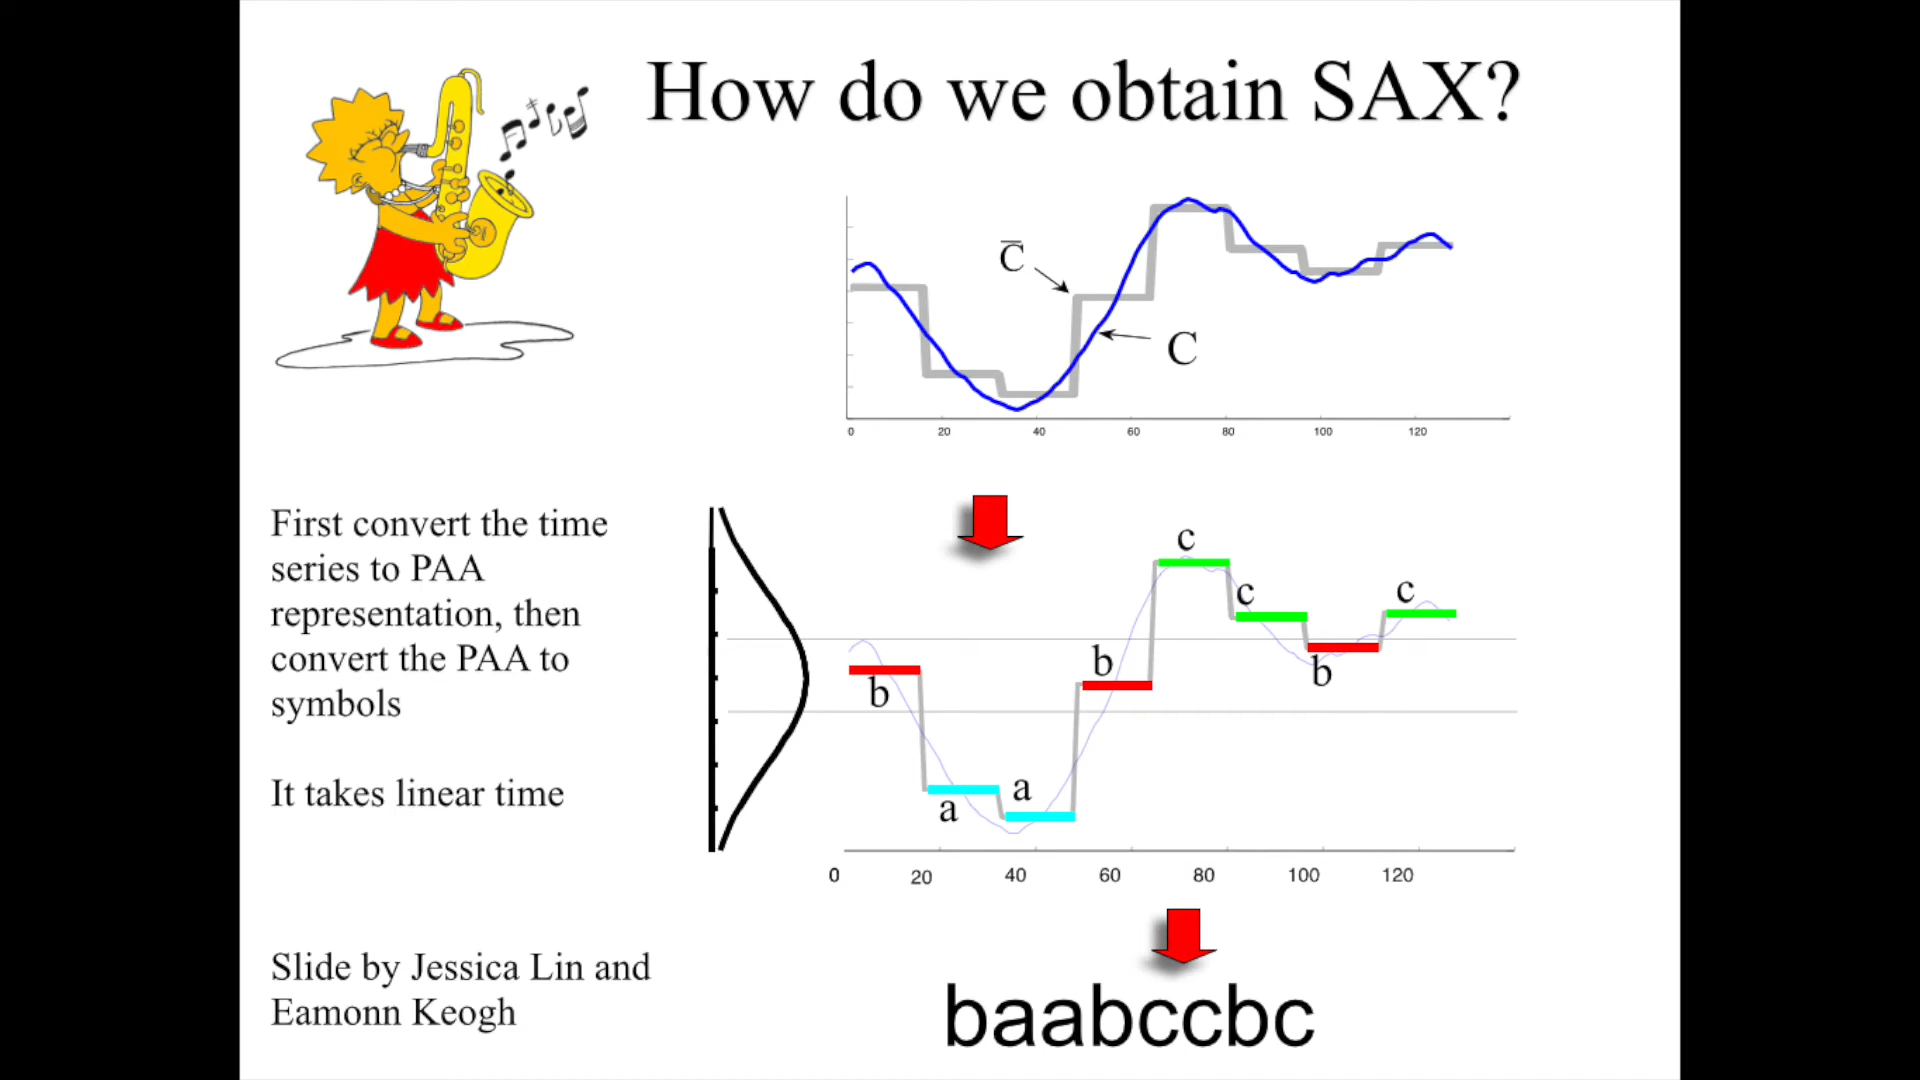 How do we obtain SAX?
C̅
C
0 20 40 60 80 100 120
First convert the time
series to PAA
representation, then
convert the PAA to
symbols
It takes linear time
c
c
c
b
b
b
a
a
0 20 40 60 80 100 120
Slide by Jessica Lin and
Eamonn Keogh
baabccbc